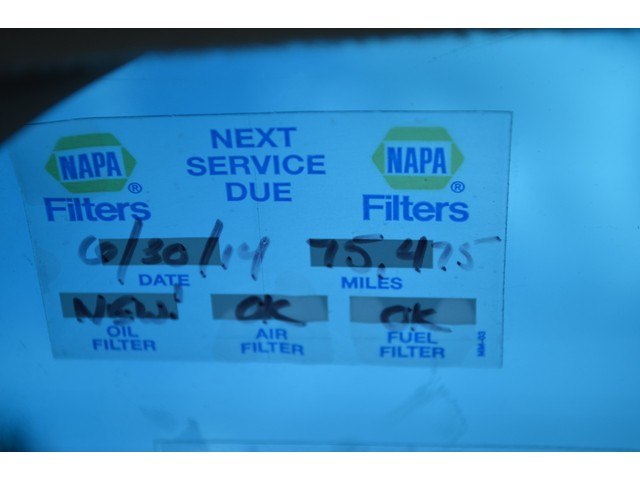 NAPA® NEXT SERVICE DUE NAPA®
Filters Filters
6/30/14 75,475
DATE MILES
NEW! OK OK
OIL FILTER AIR FILTER FUEL FILTER